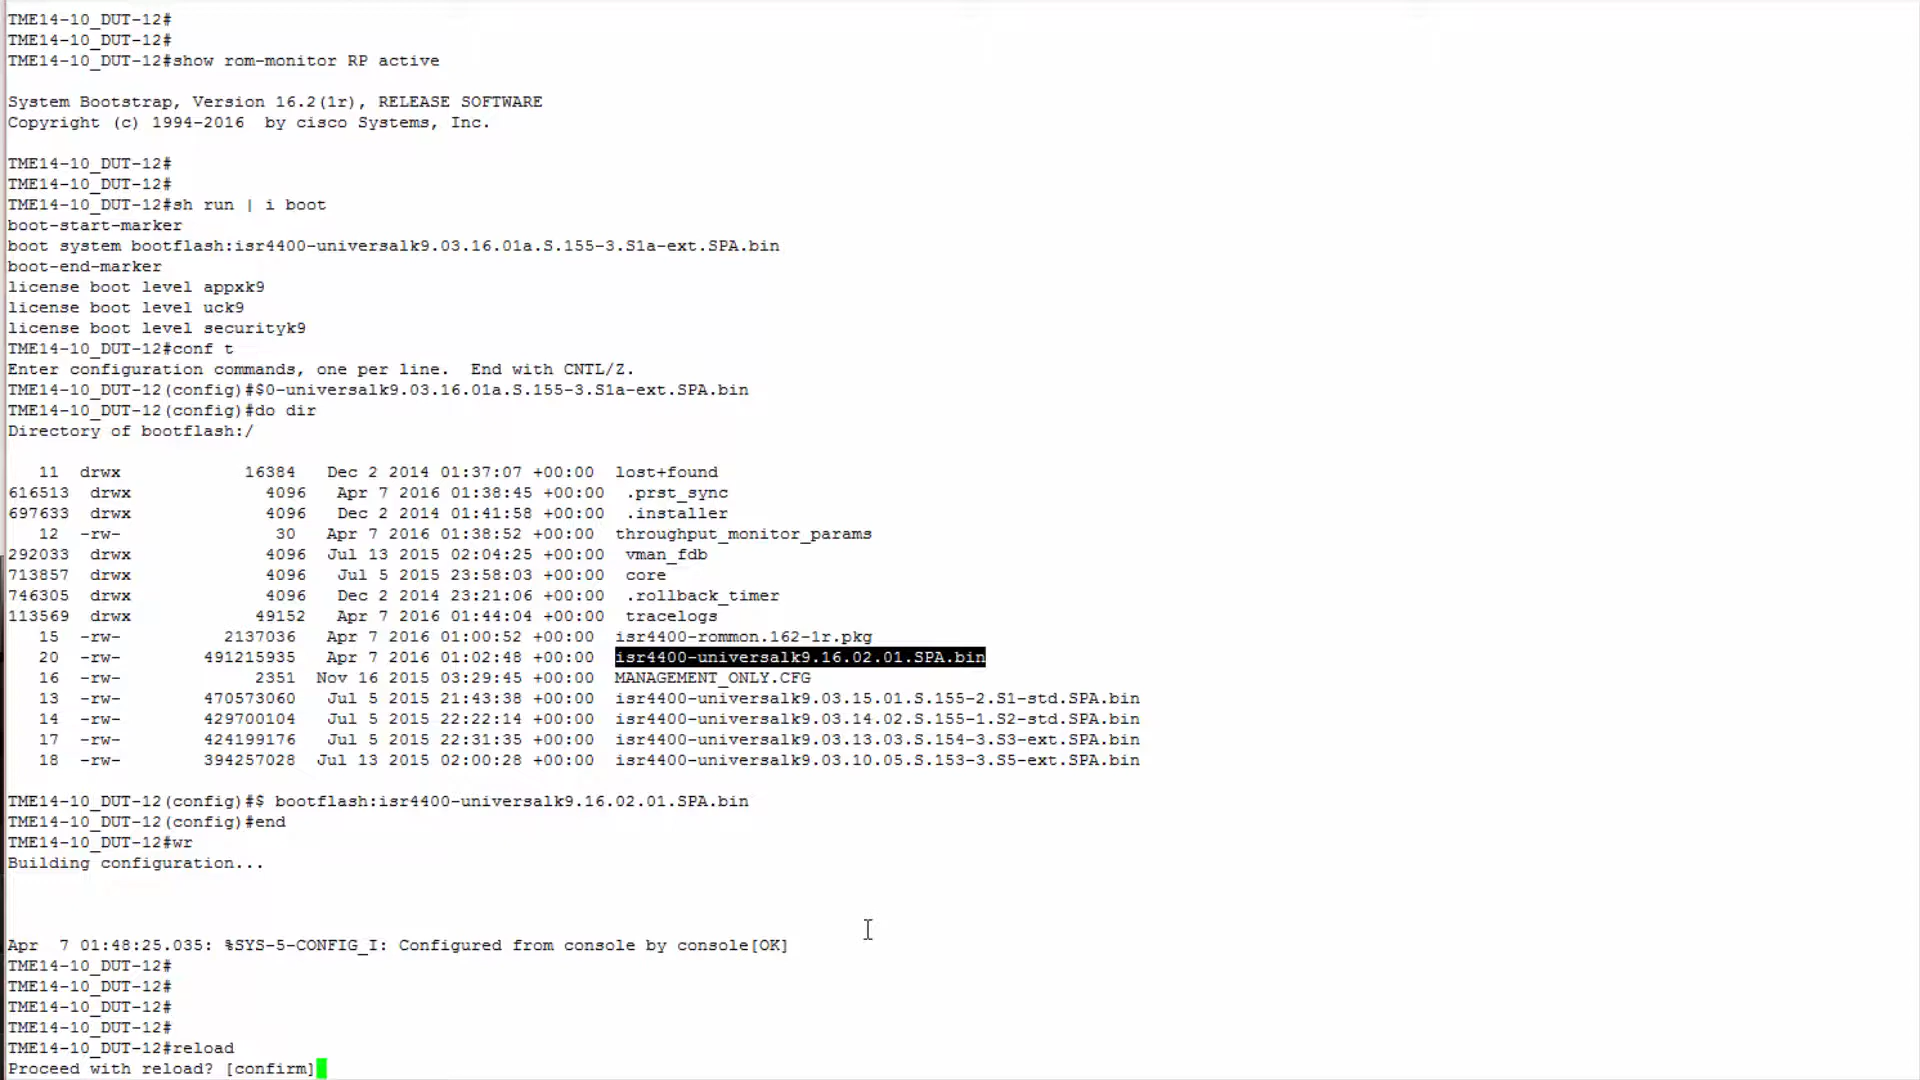 TME14-10_DUT-12#
TME14-10_DUT-12#
TME14-10_DUT-12#show rom-monitor RP active
System Bootstrap, Version 16.2(1r), RELEASE SOFTWARE
Copyright (c) 1994-2016  by cisco Systems, Inc.
TME14-10_DUT-12#
TME14-10_DUT-12#
TME14-10_DUT-12#sh run | i boot
boot-start-marker
boot system bootflash:isr4400-universalk9.03.16.01a.S.155-3.S1a-ext.SPA.bin
boot-end-marker
license boot level appxk9
license boot level uck9
license boot level securityk9
TME14-10_DUT-12#conf t
Enter configuration commands, one per line.  End with CNTL/Z.
TME14-10_DUT-12(config)#$0-universalk9.03.16.01a.S.155-3.S1a-ext.SPA.bin
TME14-10_DUT-12(config)#do dir
Directory of bootflash:/
11  drwx            16384   Dec 2 2014 01:37:07 +00:00  lost+found
616513  drwx             4096   Apr 7 2016 01:38:45 +00:00  .prst_sync
697633  drwx             4096   Dec 2 2014 01:41:58 +00:00  .installer
12  -rw-               30   Apr 7 2016 01:38:52 +00:00  throughput_monitor_params
292033  drwx             4096  Jul 13 2015 02:04:25 +00:00  vman_fdb
713857  drwx             4096   Jul 5 2015 23:58:03 +00:00  core
746305  drwx             4096   Dec 2 2014 23:21:06 +00:00  .rollback_timer
113569  drwx            49152   Apr 7 2016 01:44:04 +00:00  tracelogs
15  -rw-          2137036   Apr 7 2016 01:00:52 +00:00  isr4400-rommon.162-1r.pkg
20  -rw-        491215935   Apr 7 2016 01:02:48 +00:00  isr4400-universalk9.16.02.01.SPA.bin
16  -rw-             2351  Nov 16 2015 03:29:45 +00:00  MANAGEMENT_ONLY.CFG
13  -rw-        470573060   Jul 5 2015 21:43:38 +00:00  isr4400-universalk9.03.15.01.S.155-2.S1-std.SPA.bin
14  -rw-        429700104   Jul 5 2015 22:22:14 +00:00  isr4400-universalk9.03.14.02.S.155-1.S2-std.SPA.bin
17  -rw-        424199176   Jul 5 2015 22:31:35 +00:00  isr4400-universalk9.03.13.03.S.154-3.S3-ext.SPA.bin
18  -rw-        394257028  Jul 13 2015 02:00:28 +00:00  isr4400-universalk9.03.10.05.S.153-3.S5-ext.SPA.bin
TME14-10_DUT-12(config)#$ bootflash:isr4400-universalk9.16.02.01.SPA.bin
TME14-10_DUT-12(config)#end
TME14-10_DUT-12#wr
Building configuration...
Apr  7 01:48:25.035: %SYS-5-CONFIG_I: Configured from console by console[OK]
TME14-10_DUT-12#
TME14-10_DUT-12#
TME14-10_DUT-12#
TME14-10_DUT-12#
TME14-10_DUT-12#reload
Proceed with reload? [confirm]